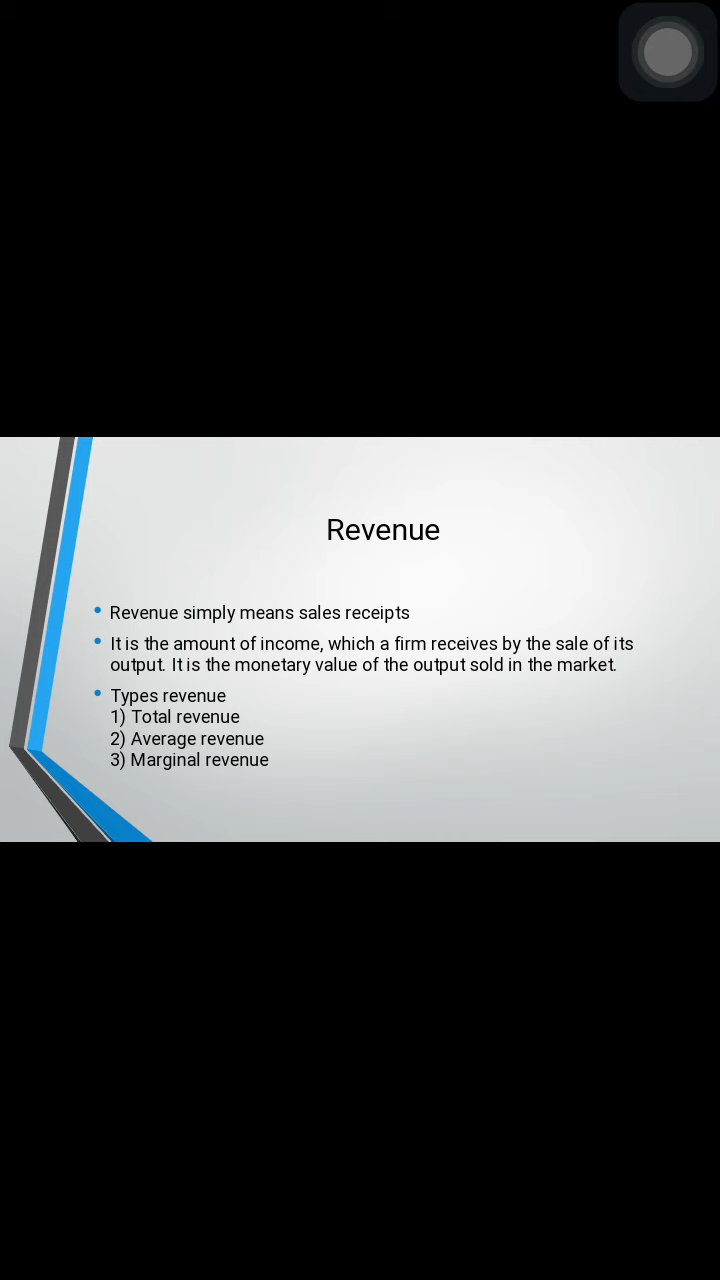 Revenue
• Revenue simply means sales receipts
• It is the amount of income, which a firm receives by the sale of its
output. It is the monetary value of the output sold in the market.
• Types revenue
1) Total revenue
2) Average revenue
3) Marginal revenue